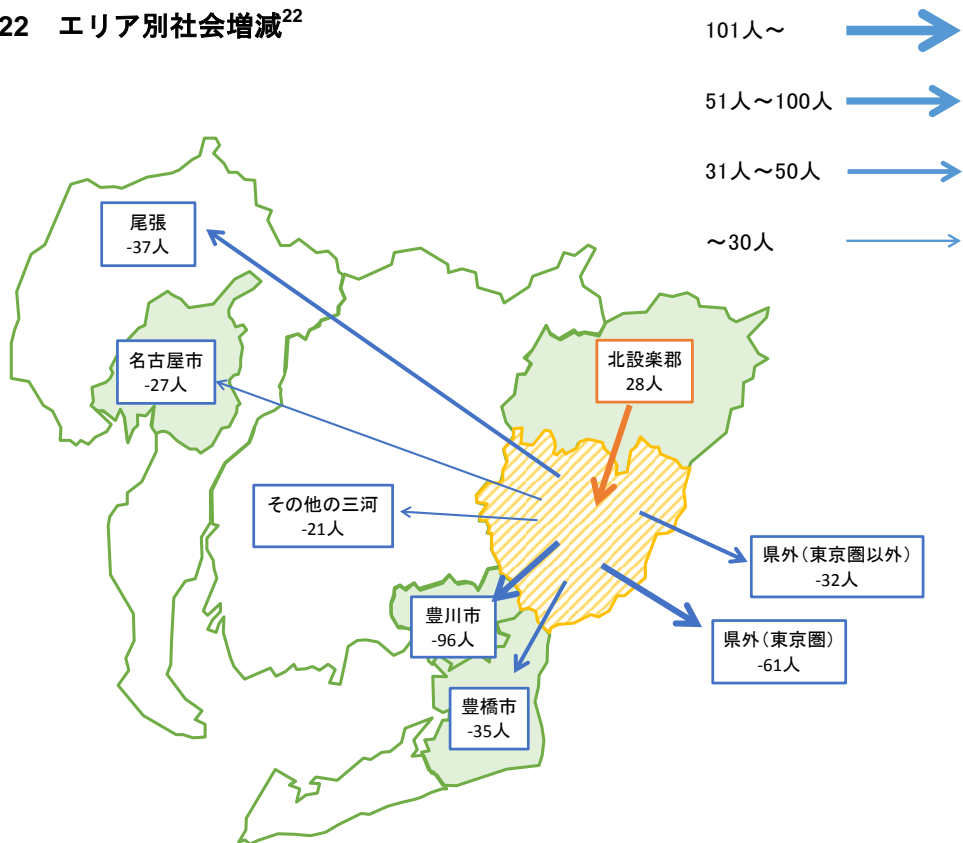 22 エリア別社会増減22
101人～
51人～100人
31人～50人
～30人
尾張
-37人
名古屋市
-27人
北設楽郡
28人
その他の三河
-21人
県外(東京圏以外)
-32人
豊川市
-96人
県外(東京圏)
-61人
豊橋市
-35人